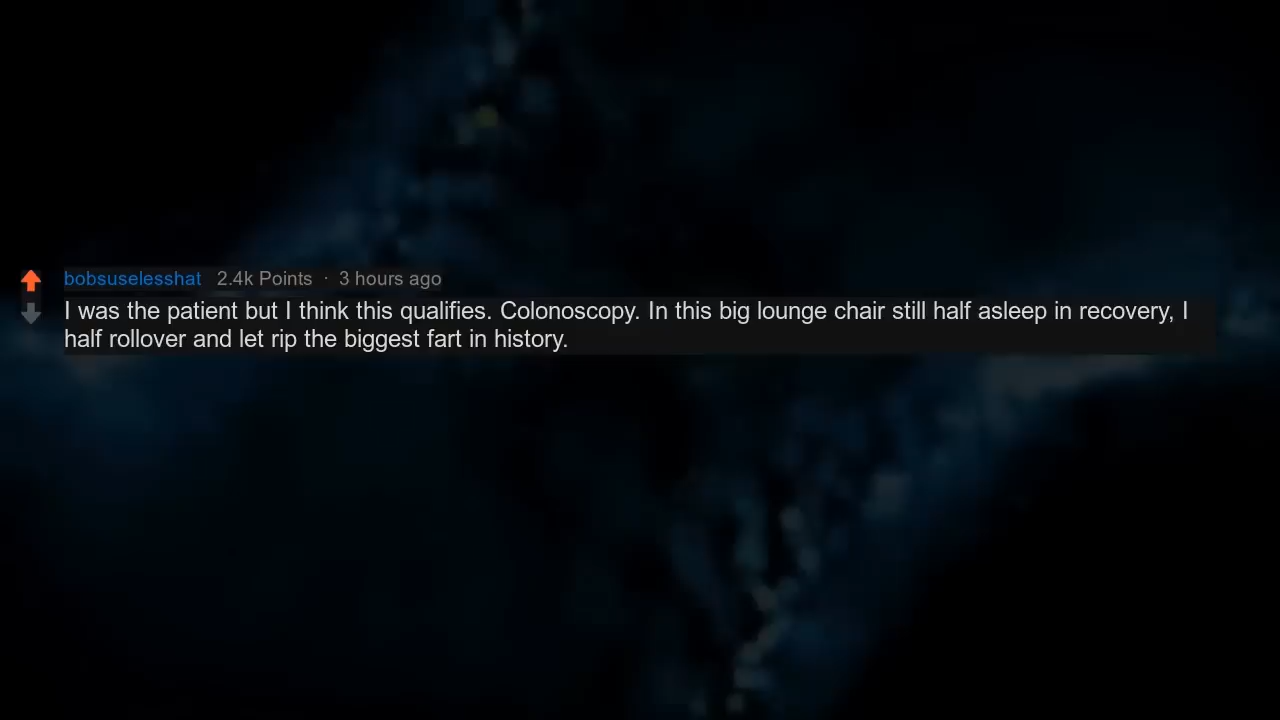 bobsuselesshat 2.4k Points · 3 hours ago
I was the patient but I think this qualifies. Colonoscopy. In this big lounge chair still half asleep in recovery, I
half rollover and let rip the biggest fart in history.